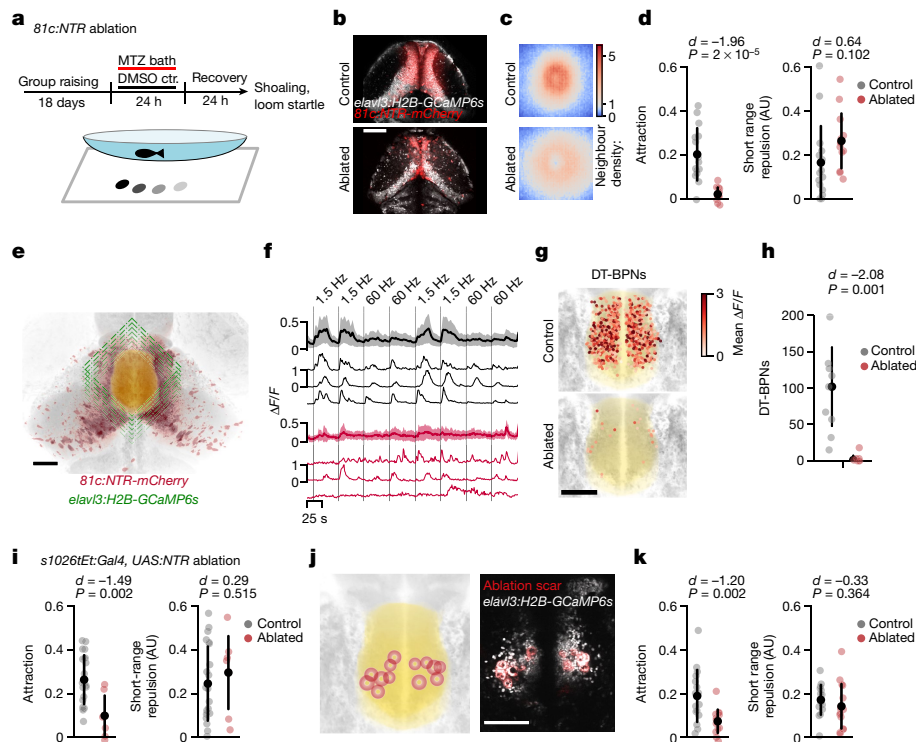 a
81c:NTR ablation
MTZ bath
DMSO ctr.
Group raising
Recovery
18 days
24 h
24 h
Shoaling,
loom startle
b
Control
elavl3:H2B-GCaMP6s
81c:NTR-mCherry
Ablated
c
Control
Ablated
5
1
0
Neighbour
density:
d
d = −1.96
P = 2 × 10⁻⁵
Attraction
0.6
0.4
0.2
0
d = 0.64
P = 0.102
Short range
repulsion (AU)
0.6
0.4
0.2
0
Control
Ablated
e
81c:NTR-mCherry
elavl3:H2B-GCaMP6s
f
1.5 Hz
1.5 Hz
60 Hz
60 Hz
1.5 Hz
1.5 Hz
60 Hz
60 Hz
ΔF/F
0.5
0
1
0
0.5
0
1
0
25 s
g
DT-BPNs
Control
Ablated
3
0
Mean ΔF/F
h
d = −2.08
P = 0.001
DT-BPNs
200
150
100
50
0
Control
Ablated
i
s1026tEt:Gal4, UAS:NTR ablation
d = −1.49
P = 0.002
Attraction
0.6
0.4
0.2
0
d = 0.29
P = 0.515
Short-range
repulsion (AU)
0.6
0.4
0.2
0
Control
Ablated
j
Ablation scar
elavl3:H2B-GCaMP6s
k
d = −1.20
P = 0.002
Attraction
0.6
0.4
0.2
0
d = −0.33
P = 0.364
Short range
repulsion (AU)
0.6
0.4
0.2
0
Control
Ablated